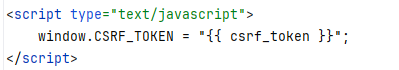 <script type="text/javascript">
    window.CSRF_TOKEN = "{{ csrf_token }}";
</script>